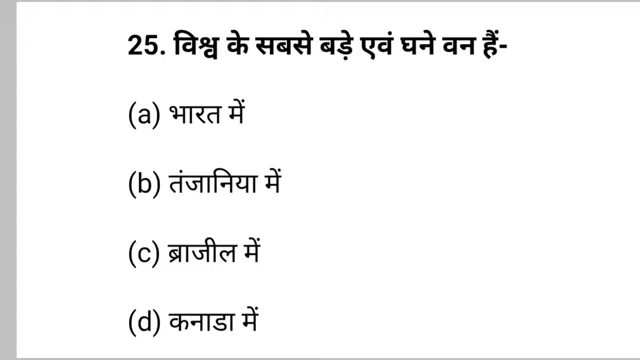 25. विश्व के सबसे बड़े एवं घने वन हैं-
(a) भारत में
(b) तंजानिया में
(c) ब्राजील में
(d) कनाडा में